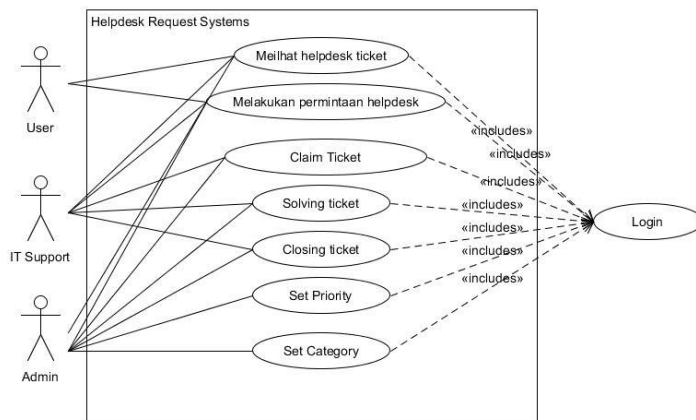 Helpdesk Request Systems
Meilhat helpdesk ticket
Melakukan permintaan helpdesk
User
«includes»
«includes»
Claim Ticket
«includes»
Solving ticket
«includes»
IT Support
Login
Closing ticket
«includes»
«includes»
Set Priority
«includes»
Set Category
Admin